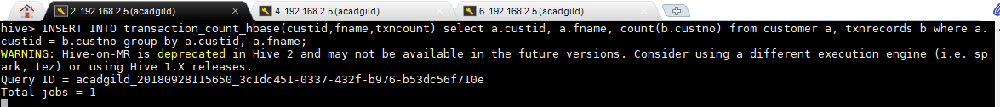 2. 192.168.2.5 (acadgild)
4. 192.168.2.5 (acadgild)
6. 192.168.2.5 (acadgild)
hive> INSERT INTO transaction_count_hbase(custid,fname,txncount) select a.custid, a.fname, count(b.custno) from customer a, txnrecords b where a.
custid = b.custno group by a.custid, a.fname;
WARNING: Hive-on-MR is deprecated in Hive 2 and may not be available in the future versions. Consider using a different execution engine (i.e. sp
ark, tez) or using Hive 1.X releases.
Query ID = acadgild_20180928115650_3c1dc451-0337-432f-b976-b53dc56f710e
Total jobs = 1